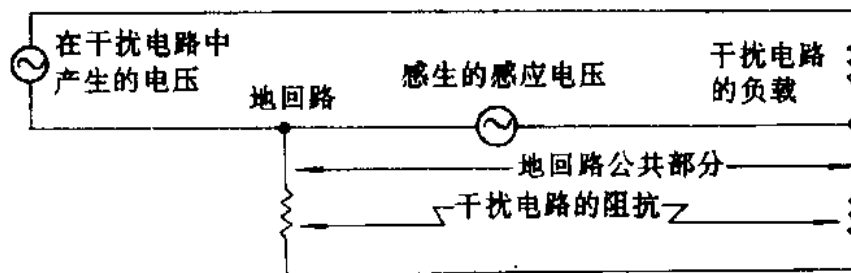 在干扰电路中
产生的电压
地回路
感生的感应电压
干扰电路
的负载
地回路公共部分
干扰电路的阻抗